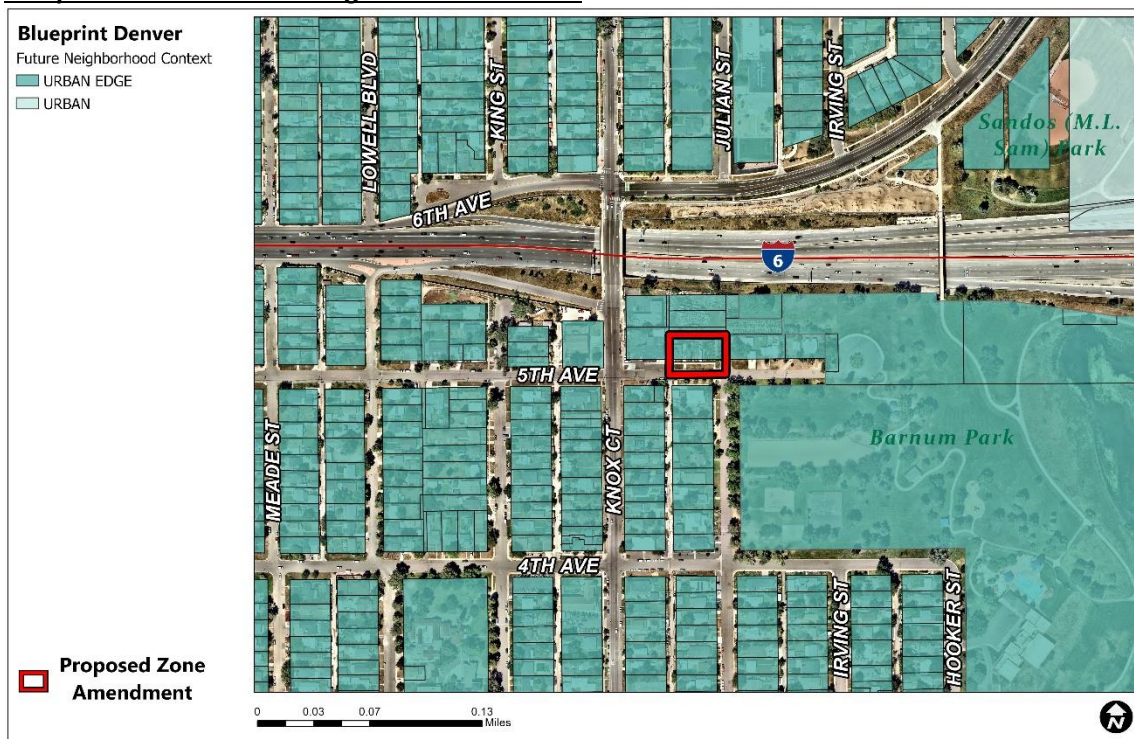 Blueprint Denver
Future Neighborhood Context
URBAN EDGE
URBAN
LOWELL BLVD
KING ST
JULIAN ST
IRVING ST
Sandos (M.L.
Sam) Park
6TH AVE
6
5TH AVE
MEADE ST
KNOX CT
Barnum Park
4TH AVE
IRVING ST
HOOKER ST
Proposed Zone
Amendment
0 0.03 0.07 0.13
Miles
N